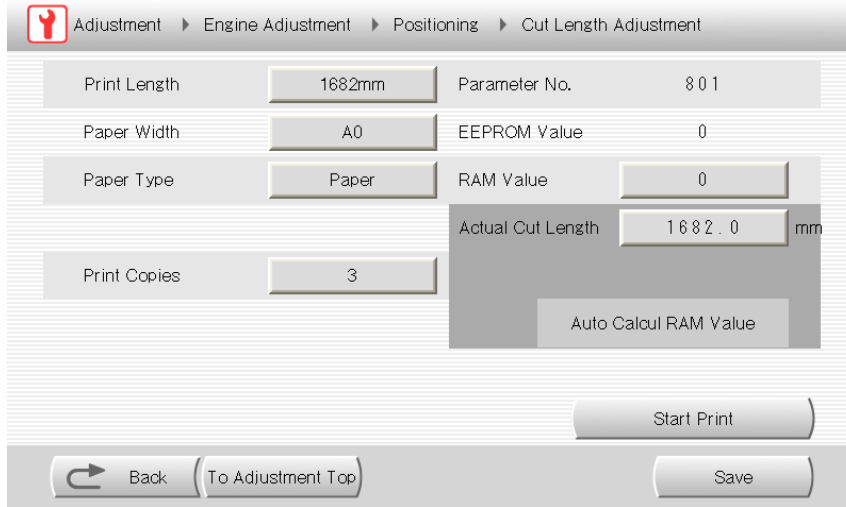 Adjustment Engine Adjustment Positioning Cut Length Adjustment
Print Length 1682mm Parameter No. 801
Paper Width A0 EEPROM Value 0
Paper Type Paper RAM Value 0
Actual Cut Length 1682.0 mm
Print Copies 3
Auto Calcul RAM Value
Start Print
Back To Adjustment Top Save